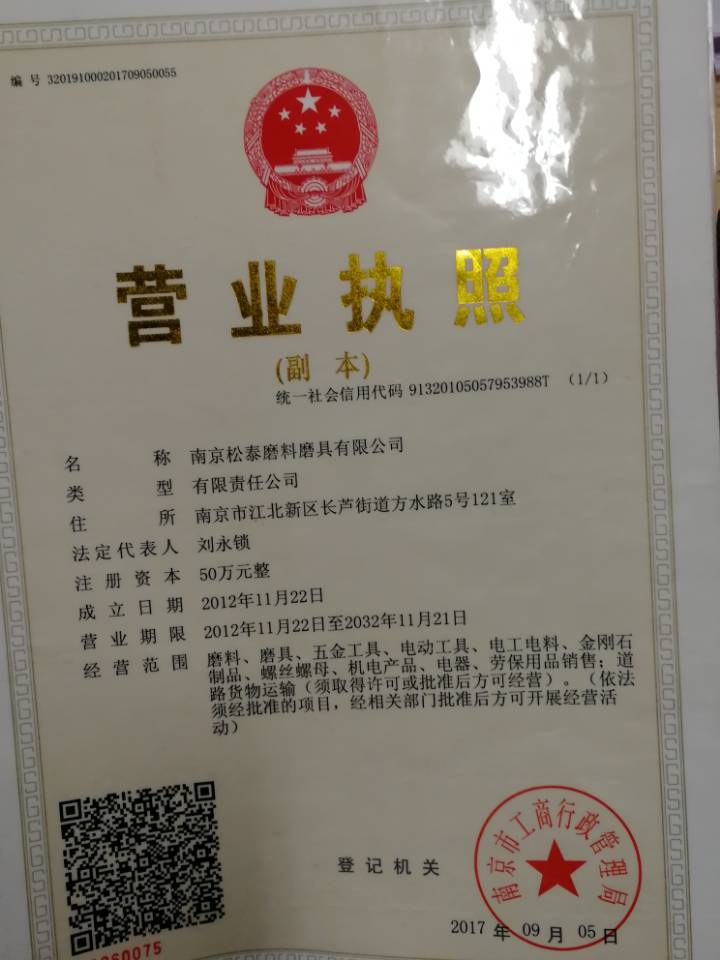 编号 320191000201709050055
营业执照
(副本)
统一社会信用代码 91320105057953988T （1/1）
名称 南京松泰磨料磨具有限公司
类型 有限责任公司
住所 南京市江北新区长芦街道方水路5号121室
法定代表人 刘永锁
注册资本 50万元整
成立日期 2012年11月22日
营业期限 2012年11月22日至2032年11月21日
经营范围 磨料、磨具、五金工具、电动工具、电工电料、金刚石
制品、螺丝螺母、机电产品、电器、劳保用品销售；道
路货物运输（须取得许可或批准后方可经营）。（依法
须经批准的项目，经相关部门批准后方可开展经营活
动）
登记机关
南京市工商行政管理局
2017年09月05日
S0075